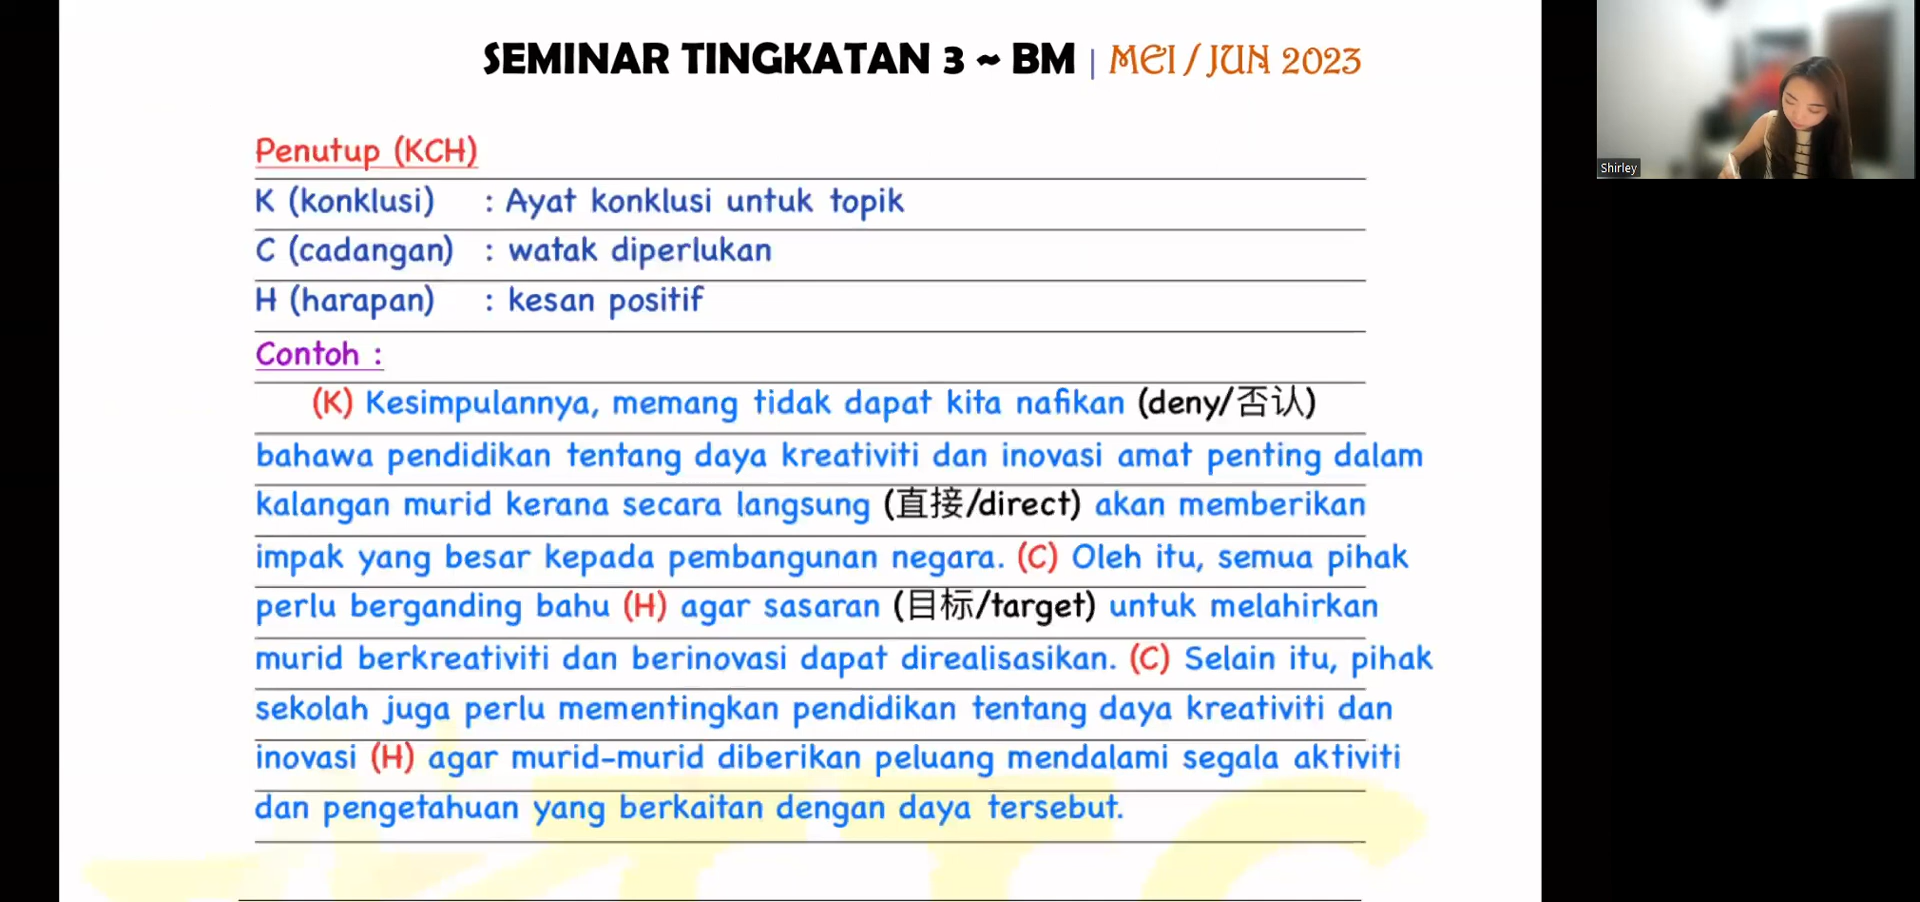 SEMINAR TINGKATAN 3 ~ BM | MEI / JUN 2023
Shirley
Penutup (KCH)
K (konklusi) : Ayat konklusi untuk topik
C (cadangan) : watak diperlukan
H (harapan) : kesan positif
Contoh :
(K) Kesimpulannya, memang tidak dapat kita nafikan (deny/否认)
bahawa pendidikan tentang daya kreativiti dan inovasi amat penting dalam
kalangan murid kerana secara langsung (直接/direct) akan memberikan
impak yang besar kepada pembangunan negara. (C) Oleh itu, semua pihak
perlu berganding bahu (H) agar sasaran (目标/target) untuk melahirkan
murid berkreativiti dan berinovasi dapat direalisasikan. (C) Selain itu, pihak
sekolah juga perlu mementingkan pendidikan tentang daya kreativiti dan
inovasi (H) agar murid-murid diberikan peluang mendalami segala aktiviti
dan pengetahuan yang berkaitan dengan daya tersebut.